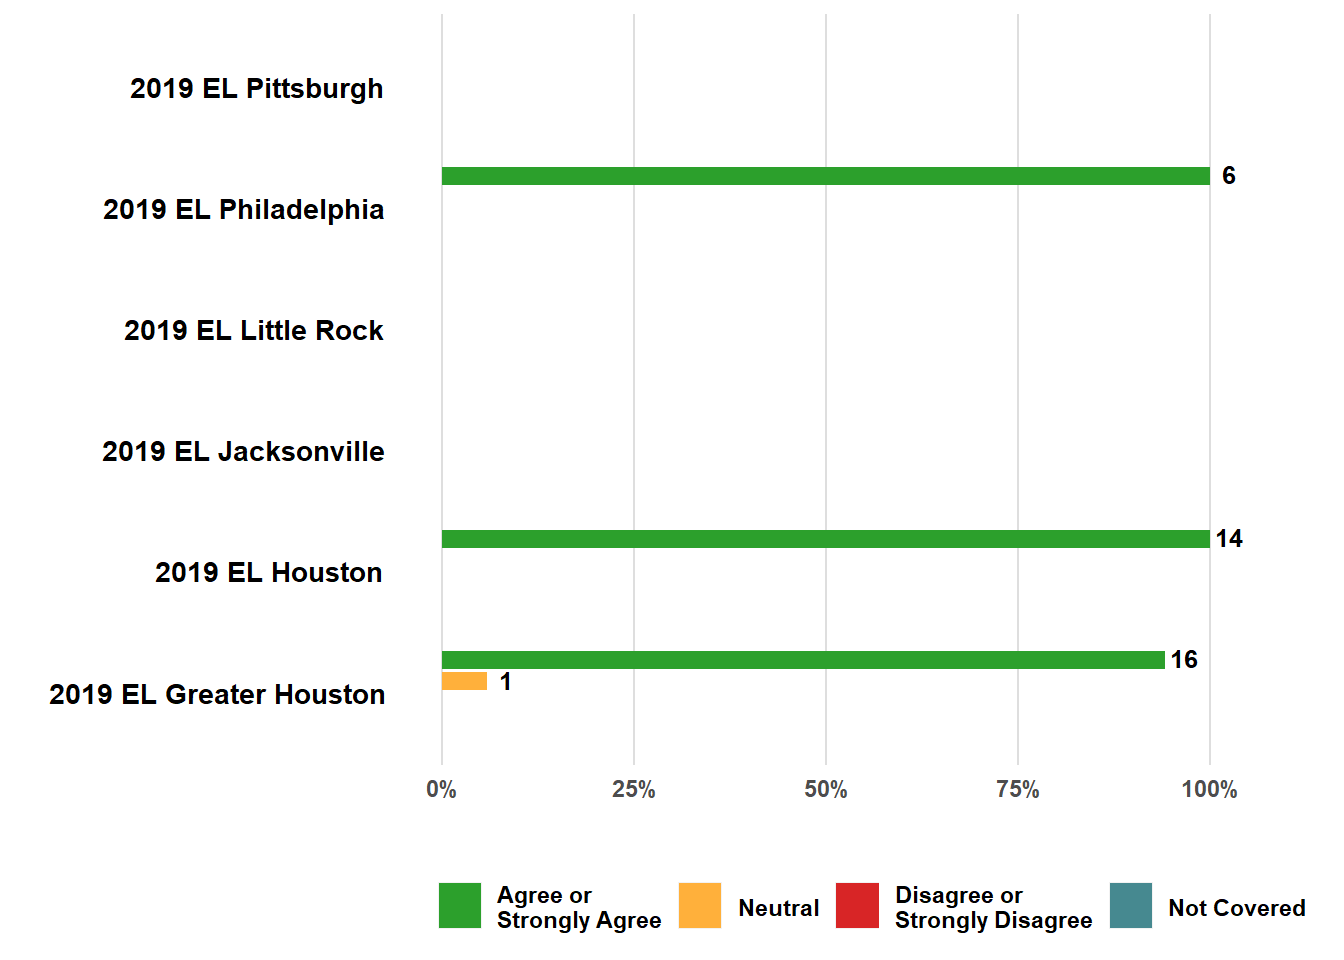 2019 EL Pittsburgh
6
2019 EL Philadelphia
2019 EL Little Rock
2019 EL Jacksonville
14
2019 EL Houston
16
1
2019 EL Greater Houston
0% 25% 50% 75% 100%
Agree or
Strongly Agree
Neutral
Disagree or
Strongly Disagree
Not Covered